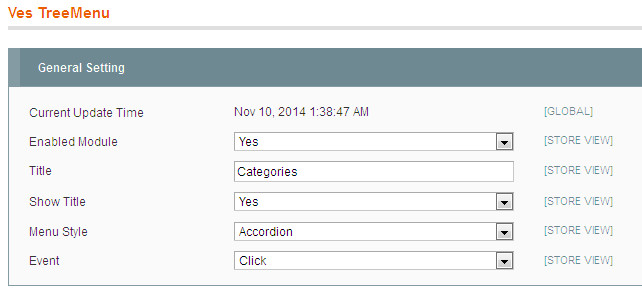 Ves TreeMenu
General Setting
Current Update Time Nov 10, 2014 1:38:47 AM [GLOBAL]
Enabled Module Yes [STORE VIEW]
Title Categories [STORE VIEW]
Show Title Yes [STORE VIEW]
Menu Style Accordion [STORE VIEW]
Event Click [STORE VIEW]